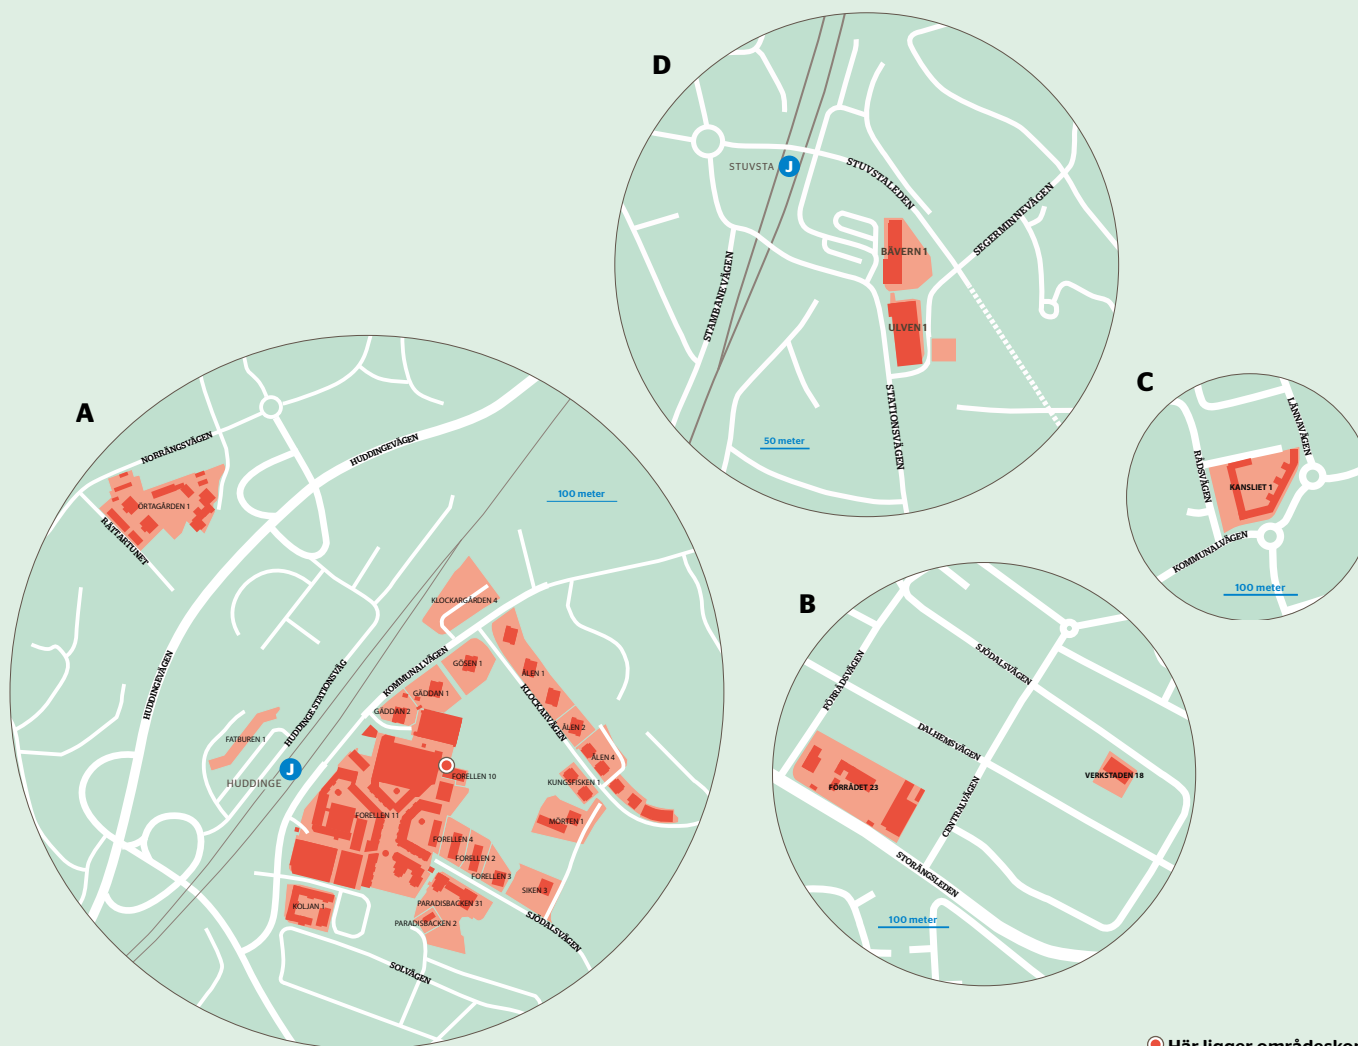 D
STUVSTA J
STUVSTALEDEN
SEGERMINNEVÄGEN
BÄVERN 1
STAMBANEVÄGEN
ULVEN 1
STATIONSVÄGEN
50 meter
C
LÄNNAVÄGEN
RÅDSVÄGEN
KANSLIET 1
KOMMUNALVÄGEN
100 meter
A
NORRÄNGSVÄGEN
HUDDINGEVÄGEN
100 meter
ÖRTAGÅRDEN 1
RÄTTARTUNET
KLOCKARGÅRDEN 4
KOMMUNALVÄGEN
GÖSEN 1
ÅLEN 1
HUDDINGEVÄGEN
HUDDINGE STATIONSVÄG
GÄDDAN 1
GÄDDAN 2
KLOCKARVÄGEN
ÅLEN 2
FATBUREN 1
ÅLEN 4
HUDDINGE J
FORELLEN 10
KUNGSFISKEN 1
FORELLEN 11
MÖRTEN 1
FORELLEN 4
FORELLEN 2
FORELLEN 3
SIKEN 3
KOLJAN 1
PARADISBACKEN 31
PARADISBACKEN 2
SJÖDALSVÄGEN
SOLVÄGEN
B
FÖRRÅDSVÄGEN
SJÖDALSVÄGEN
DALHEMSVÄGEN
VERKSTADEN 18
FÖRRÅDET 23
CENTRALVÄGEN
STORÄNGSLEDEN
100 meter
Här ligger områdeskon